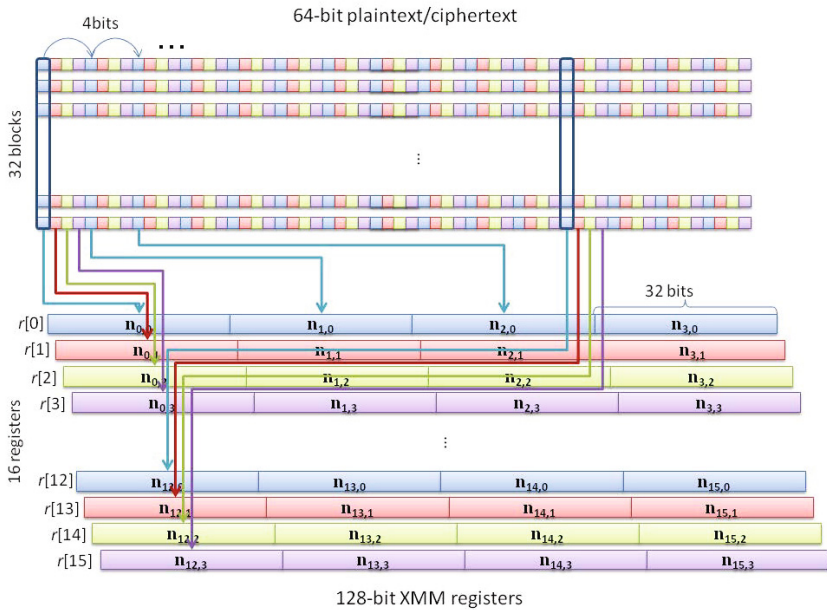 64-bit plaintext/ciphertext
4bits
...
32 blocks
⋮
32 bits
r[0] n0,0 n1,0 n2,0 n3,0
r[1] n0,1 n1,1 n2,1 n3,1
r[2] n0,2 n1,2 n2,2 n3,2
r[3] n0,3 n1,3 n2,3 n3,3
16 registers
⋮
r[12] n12,0 n13,0 n14,0 n15,0
r[13] n12,1 n13,1 n14,1 n15,1
r[14] n12,2 n13,2 n14,2 n15,2
r[15] n12,3 n13,3 n14,3 n15,3
128-bit XMM registers